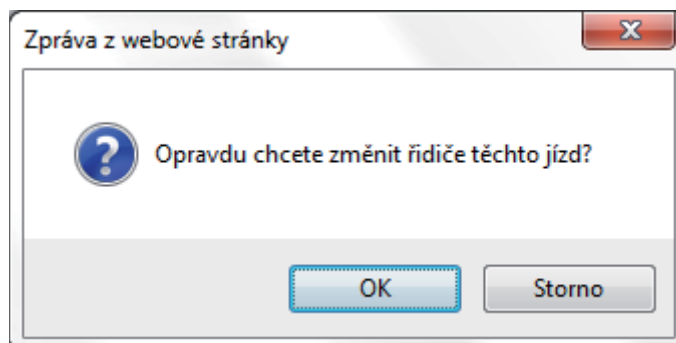 Zpráva z webové stránky
Opravdu chcete změnit řidiče těchto jízd?
OK
Storno